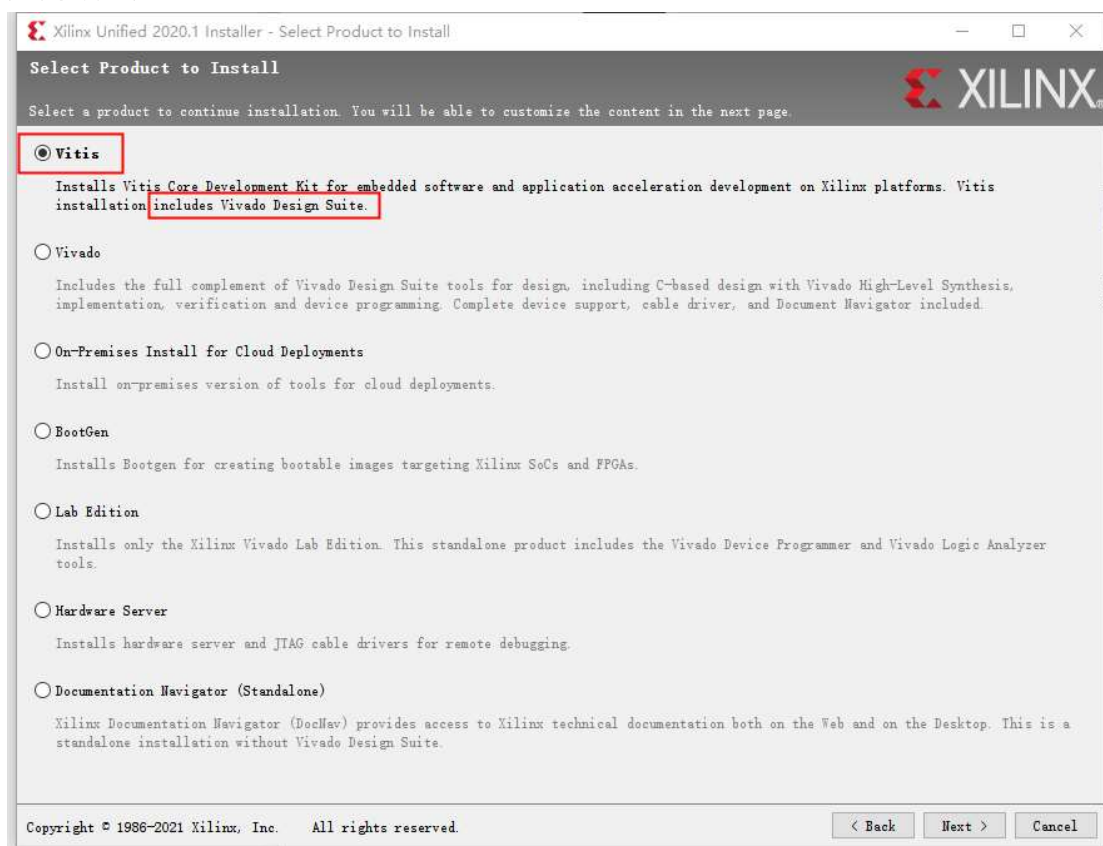 Xilinx Unified 2020.1 Installer - Select Product to Install
Select Product to Install
XILINX
Select a product to continue installation. You will be able to customize the content in the next page.
Vitis
Installs Vitis Core Development Kit for embedded software and application acceleration development on Xilinx platforms. Vitis
installation includes Vivado Design Suite.
Vivado
Includes the full complement of Vivado Design Suite tools for design, including C-based design with Vivado High-Level Synthesis,
implementation, verification and device programming. Complete device support, cable driver, and Document Navigator included.
On-Premises Install for Cloud Deployments
Install on-premises version of tools for cloud deployments.
BootGen
Installs Bootgen for creating bootable images targeting Xilinx SoCs and FPGAs.
Lab Edition
Installs only the Xilinx Vivado Lab Edition. This standalone product includes the Vivado Device Programmer and Vivado Logic Analyzer
tools.
Hardware Server
Installs hardware server and JTAG cable drivers for remote debugging.
Documentation Navigator (Standalone)
Xilinx Documentation Navigator (DocNav) provides access to Xilinx technical documentation both on the Web and on the Desktop. This is a
standalone installation without Vivado Design Suite.
Copyright © 1986-2021 Xilinx, Inc. All rights reserved.
< Back Next > Cancel